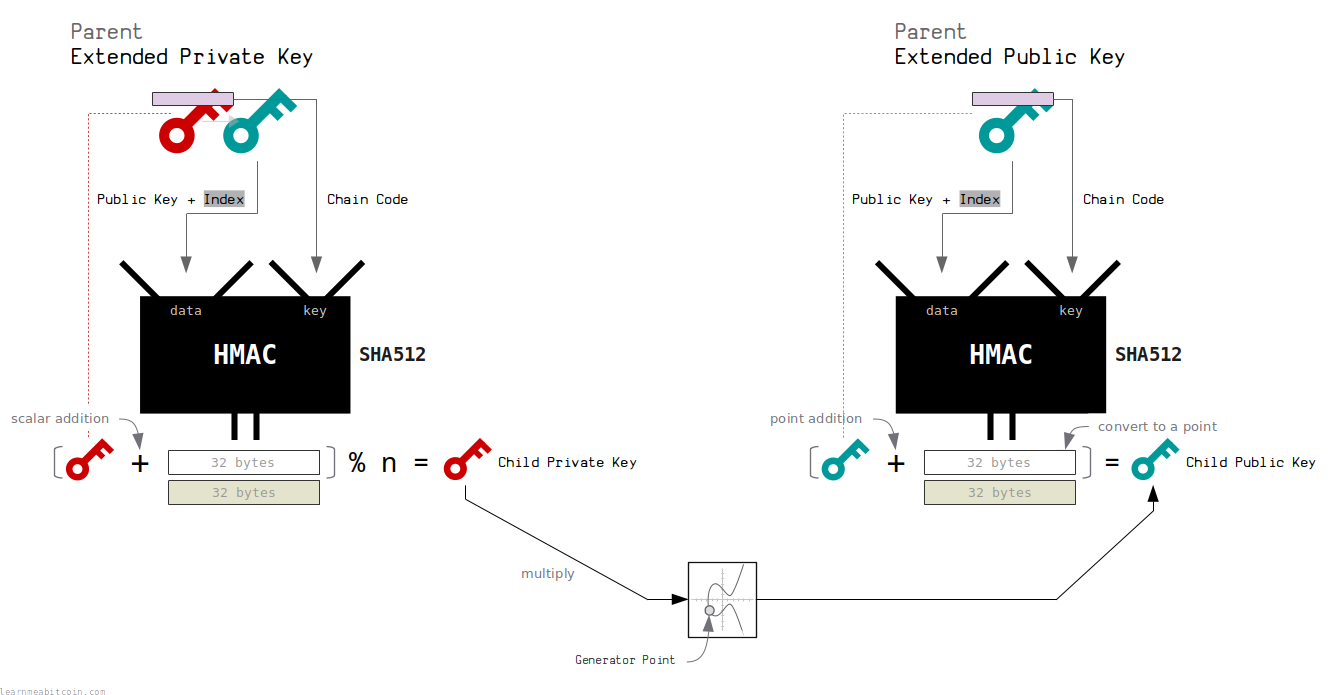 Parent
Extended Private Key
Public Key + Index
Chain Code
data
key
HMAC
SHA512
scalar addition
+
32 bytes
% n =
Child Private Key
32 bytes
Parent
Extended Public Key
Public Key + Index
Chain Code
data
key
HMAC
SHA512
point addition
convert to a point
+
32 bytes
=
Child Public Key
32 bytes
multiply
Generator Point
learnmeabitcoin.com